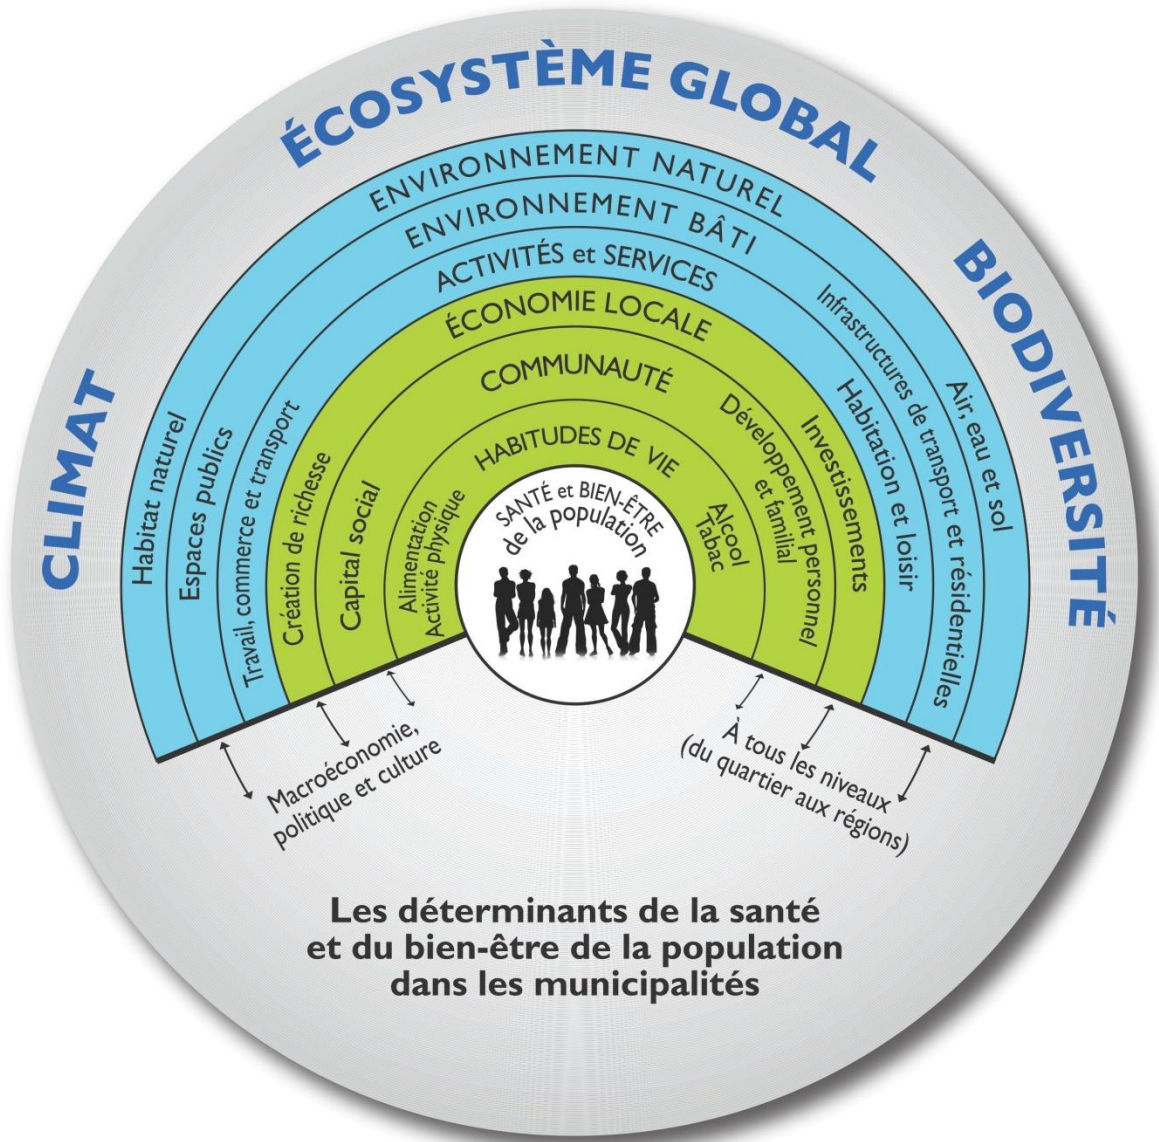 ÉCOSYSTÈME GLOBAL
CLIMAT
BIODIVERSITÉ
ENVIRONNEMENT NATUREL
Habitat naturel
Air, eau et sol
ENVIRONNEMENT BÂTI
Espaces publics
Infrastructures de transport et résidentielles
ACTIVITÉS et SERVICES
Travail, commerce et transport
Habitation et loisir
ÉCONOMIE LOCALE
Création de richesse
Investissements
COMMUNAUTÉ
Capital social
Développement personnel
et familial
HABITUDES DE VIE
Alimentation
Activité physique
Alcool
Tabac
SANTÉ et BIEN-ÊTRE
de la population
Macroéconomie,
politique et culture
À tous les niveaux
(du quartier aux régions)
Les déterminants de la santé
et du bien-être de la population
dans les municipalités